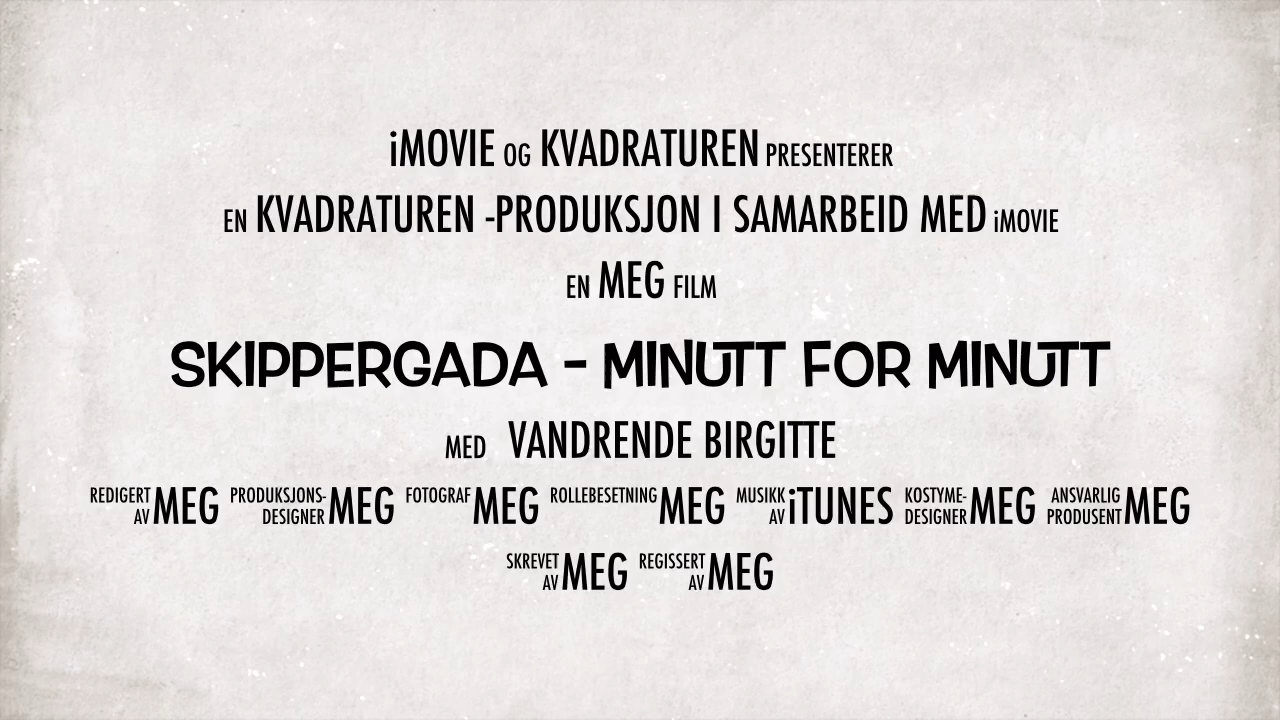 iMOVIE OG KVADRATUREN PRESENTERER
EN KVADRATUREN -PRODUKSJON I SAMARBEID MED iMOVIE
EN MEG FILM
SKIPPERGADA - MINUTT FOR MINUTT
MED VANDRENDE BIRGITTE
REDIGERT AV MEG PRODUKSJONS-DESIGNER MEG FOTOGRAF MEG ROLLEBESETNING MEG MUSIKK AV iTUNES KOSTYME-DESIGNER MEG ANSVARLIG PRODUSENT MEG
SKREVET AV MEG REGISSERT AV MEG